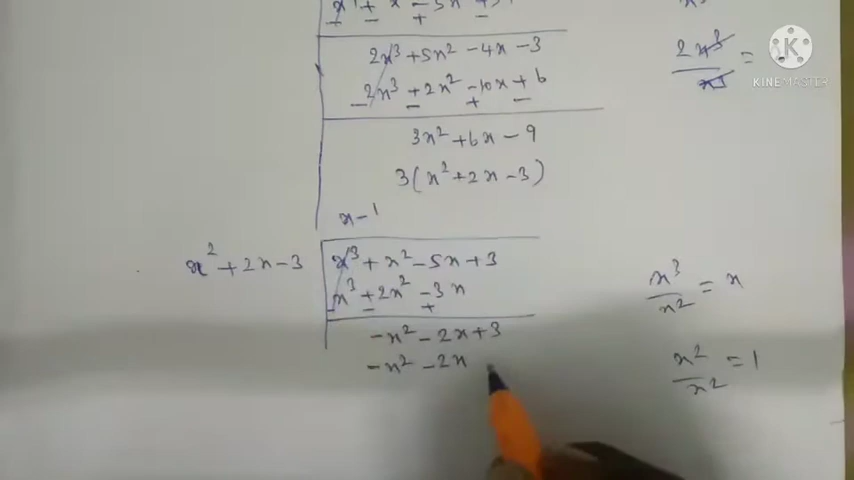 2x³ + 5x² - 4x - 3
2x³ =
x³
KINEMASTER
2x³ + 2x² - 10x + 6
- - + -
3x² + 6x - 9
3(x² + 2x - 3)
x - 1
x² + 2x - 3 x³ + x² - 5x + 3
x³ + 2x² - 3x
- - +
x³ = x
x²
-x² - 2x + 3
-x² - 2x
x² = 1
x²